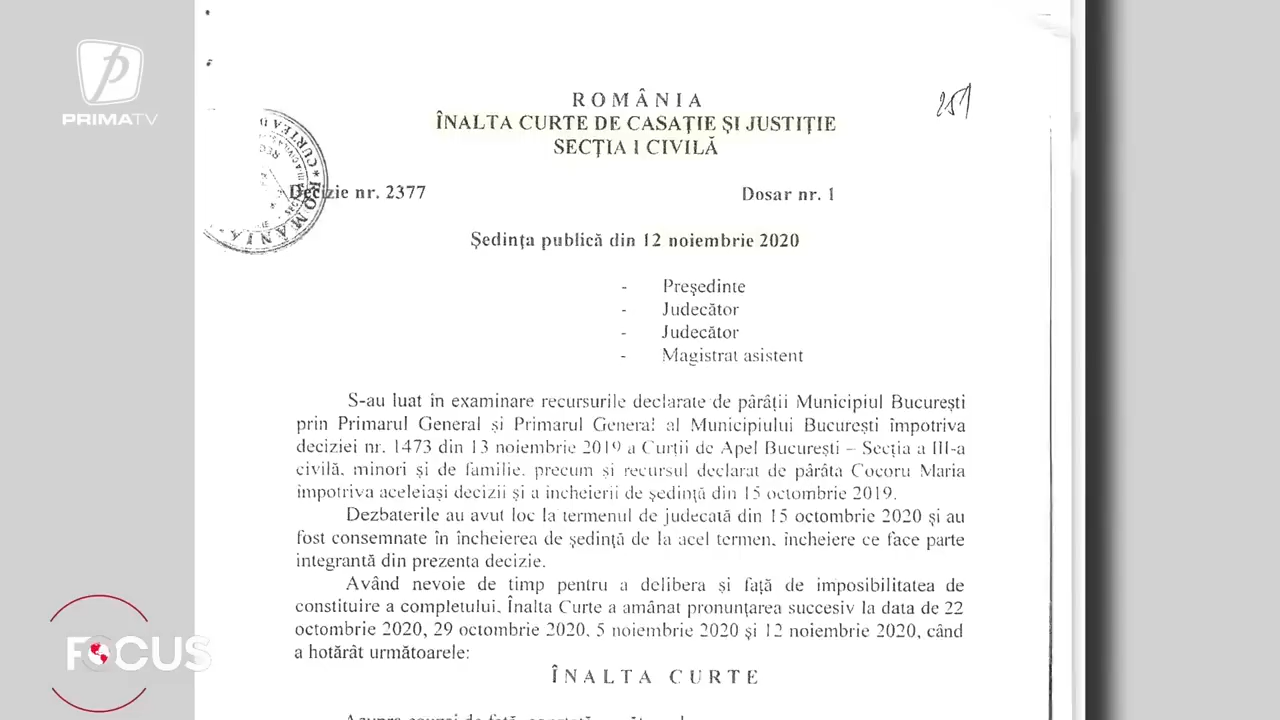 PRIMATV
ROMÂNIA
ÎNALTA CURTE DE CASAȚIE ȘI JUSTIȚIE
SECȚIA I CIVILĂ
251
Decizie nr. 2377
Dosar nr. 1
ROMANIA * CURTEA D
Ședința publică din 12 noiembrie 2020
- Președinte
- Judecător
- Judecător
- Magistrat asistent
S-au luat în examinare recursurile declarate de pârâții Municipiul București
prin Primarul General și Primarul General al Municipiului București împotriva
deciziei nr. 1473 din 13 noiembrie 2019 a Curții de Apel București – Secția a III-a
civilă, minori și de familie, precum și recursul declarat de pârâta Cocoru Maria
împotriva aceleiași decizii și a încheierii de ședință din 15 octombrie 2019.
Dezbaterile au avut loc la termenul de judecată din 15 octombrie 2020 și au
fost consemnate în încheierea de ședință de la acel termen, încheiere ce face parte
integrantă din prezenta decizie.
Având nevoie de timp pentru a delibera și față de imposibilitatea de
constituire a completului, Înalta Curte a amânat pronunțarea succesiv la data de 22
octombrie 2020, 29 octombrie 2020, 5 noiembrie 2020 și 12 noiembrie 2020, când
a hotărât următoarele:
ÎNALTA CURTE
FOCUS